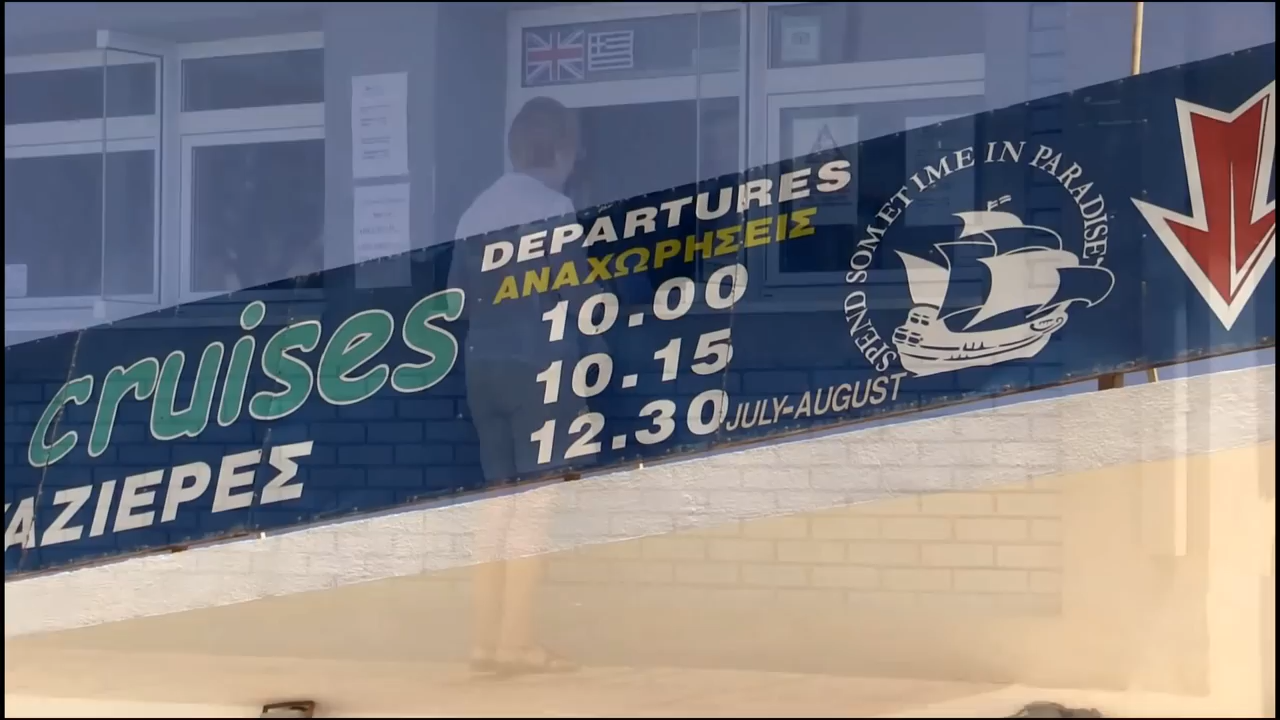 cruises
ΑΖΙΕΡΕΣ
DEPARTURES
ΑΝΑΧΩΡΗΣΕΙΣ
10.00
10.15
12.30 JULY-AUGUST
SPEND SOMETIME IN PARADISE